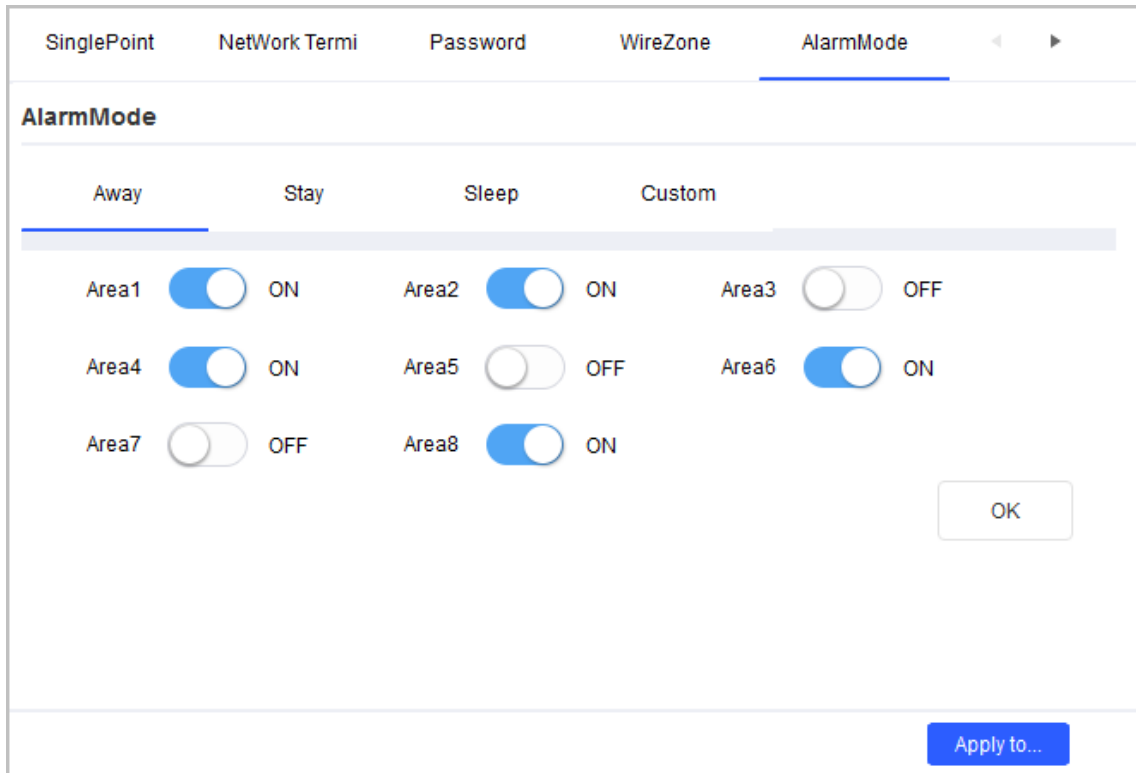 SinglePoint NetWork Termi Password WireZone AlarmMode
AlarmMode
Away Stay Sleep Custom
Area1 ON Area2 ON Area3 OFF
Area4 ON Area5 OFF Area6 ON
Area7 OFF Area8 ON
OK
Apply to...